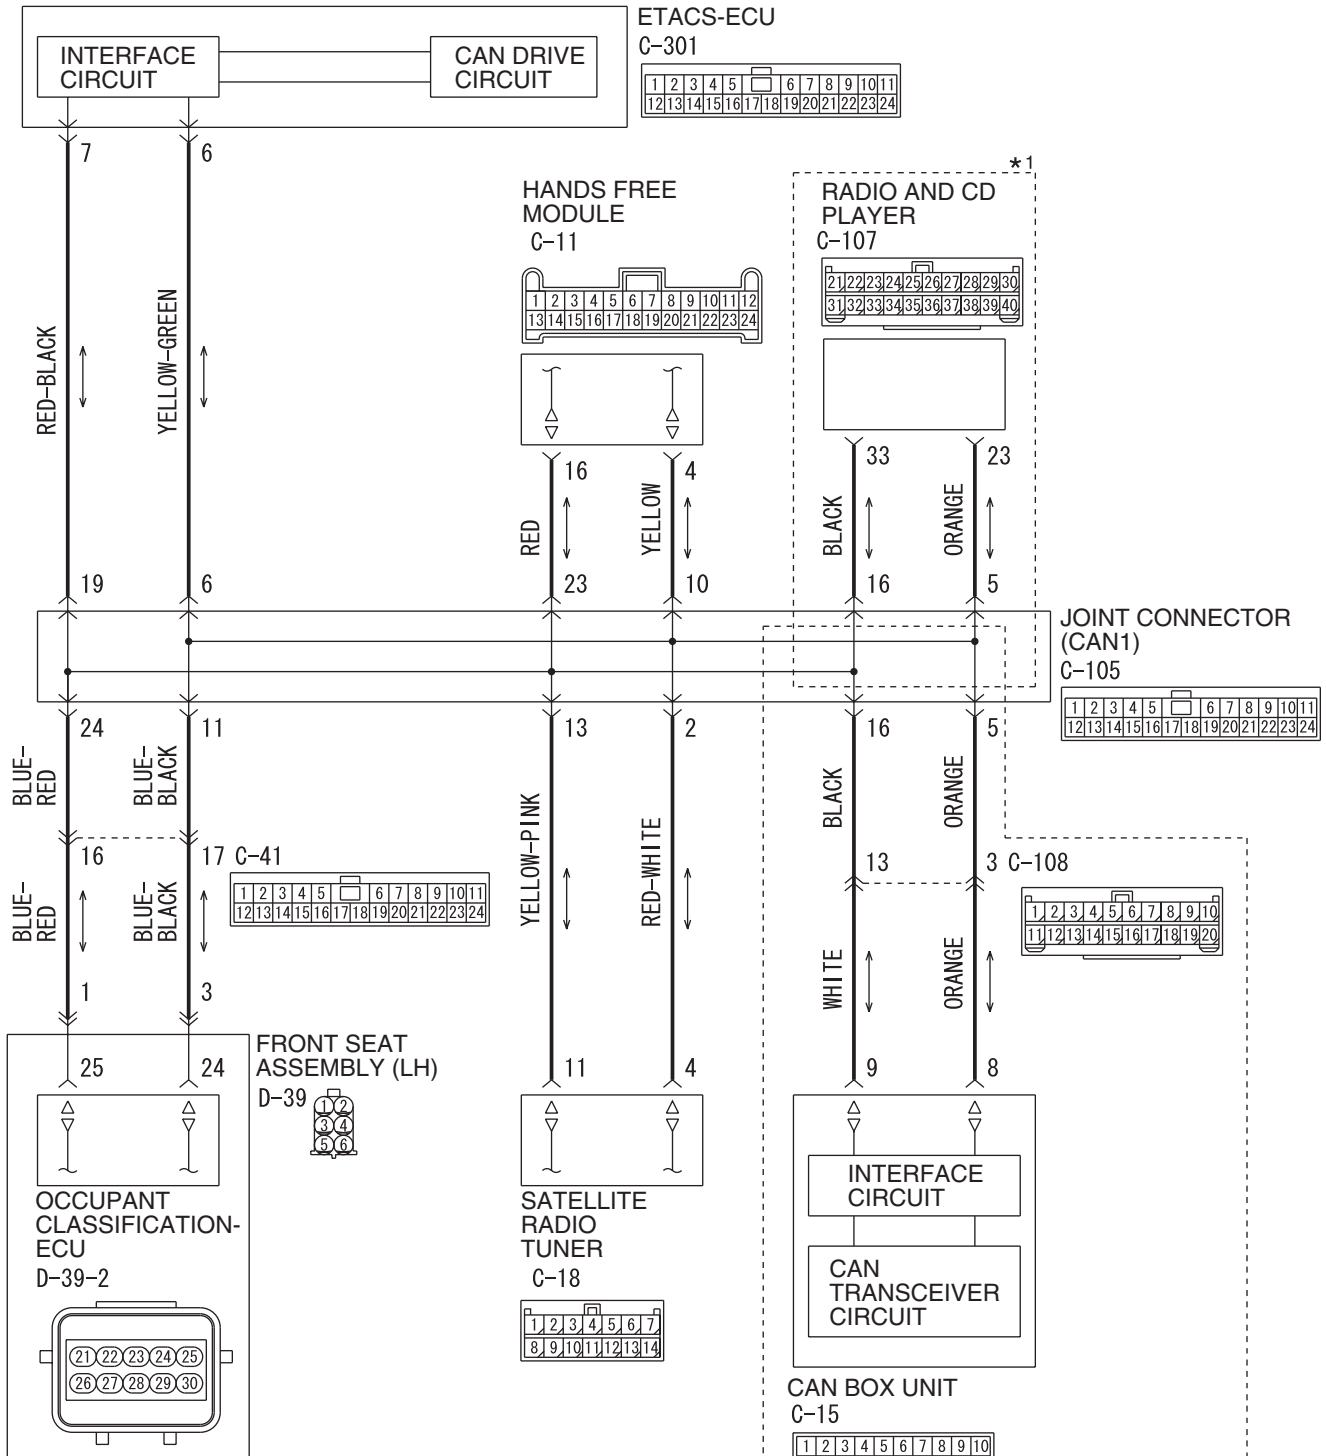 ETACS-ECU
C-301
INTERFACE
CIRCUIT
CAN DRIVE
CIRCUIT
1 2 3 4 5 6 7 8 9 10 11
12 13 14 15 16 17 18 19 20 21 22 23 24
7 6
*1
HANDS FREE
MODULE
C-11
1 2 3 4 5 6 7 8 9 10 11 12
13 14 15 16 17 18 19 20 21 22 23 24
RADIO AND CD
PLAYER
C-107
21 22 23 24 25 26 27 28 29 30
31 32 33 34 35 36 37 38 39 40
RED-BLACK
YELLOW-GREEN
16 4
33 23
RED
YELLOW
BLACK
ORANGE
19 6 23 10 16 5
JOINT CONNECTOR
(CAN1)
C-105
1 2 3 4 5 6 7 8 9 10 11
12 13 14 15 16 17 18 19 20 21 22 23 24
24 11 13 2 16 5
BLUE-
RED
BLUE-
BLACK
YELLOW-PINK
RED-WHITE
BLACK
ORANGE
16 17 C-41
1 2 3 4 5 6 7 8 9 10 11
12 13 14 15 16 17 18 19 20 21 22 23 24
13 3 C-108
1 2 3 4 5 6 7 8 9 10
11 12 13 14 15 16 17 18 19 20
BLUE-
RED
BLUE-
BLACK
WHITE
ORANGE
1 3
FRONT SEAT
ASSEMBLY (LH)
D-39
1 2
3 4
5 6
25 24
11 4
9 8
OCCUPANT
CLASSIFICATION-
ECU
D-39-2
21 22 23 24 25
26 27 28 29 30
SATELLITE
RADIO
TUNER
C-18
1 2 3 4 5 6 7
8 9 10 11 12 13 14
INTERFACE
CIRCUIT
CAN
TRANSCEIVER
CIRCUIT
CAN BOX UNIT
C-15
1 2 3 4 5 6 7 8 9 10